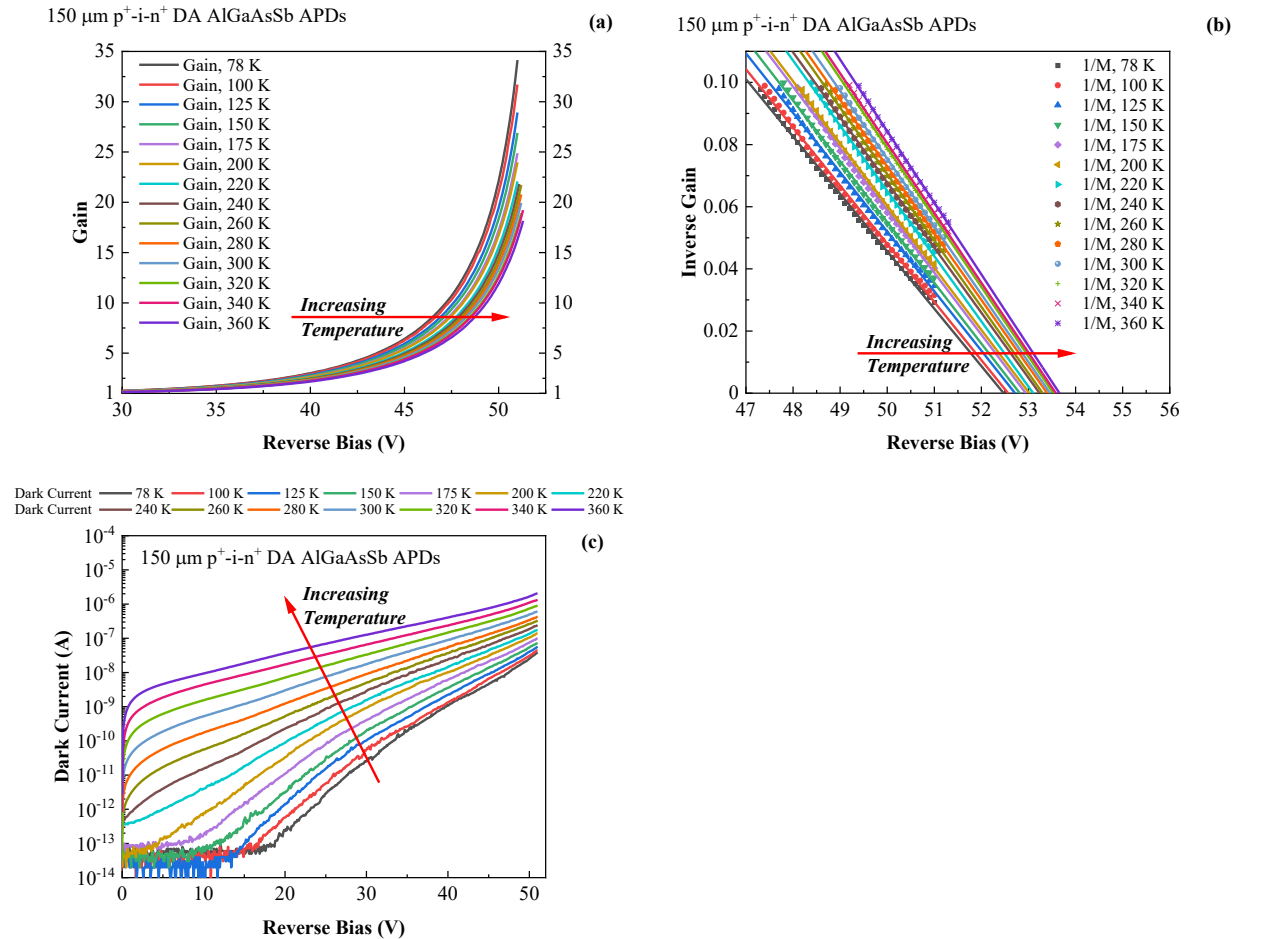 150 μm p⁺-i-n⁺ DA AlGaAsSb APDs
(a)
35
30
25
20
15
10
5
1
Gain
Gain, 78 K
Gain, 100 K
Gain, 125 K
Gain, 150 K
Gain, 175 K
Gain, 200 K
Gain, 220 K
Gain, 240 K
Gain, 260 K
Gain, 280 K
Gain, 300 K
Gain, 320 K
Gain, 340 K
Gain, 360 K
Increasing
Temperature
35
30
25
20
15
10
5
1
30 35 40 45 50
Reverse Bias (V)
150 μm p⁺-i-n⁺ DA AlGaAsSb APDs
(b)
0.10
0.08
0.06
0.04
0.02
0
Inverse Gain
1/M, 78 K
1/M, 100 K
1/M, 125 K
1/M, 150 K
1/M, 175 K
1/M, 200 K
1/M, 220 K
1/M, 240 K
1/M, 260 K
1/M, 280 K
1/M, 300 K
1/M, 320 K
1/M, 340 K
1/M, 360 K
Increasing
Temperature
47 48 49 50 51 52 53 54 55 56
Reverse Bias (V)
Dark Current 78 K 100 K 125 K 150 K 175 K 200 K 220 K
Dark Current 240 K 260 K 280 K 300 K 320 K 340 K 360 K
(c)
150 μm p⁺-i-n⁺ DA AlGaAsSb APDs
Increasing
Temperature
10⁻⁴
10⁻⁵
10⁻⁶
10⁻⁷
10⁻⁸
10⁻⁹
10⁻¹⁰
10⁻¹¹
10⁻¹²
10⁻¹³
10⁻¹⁴
Dark Current (A)
0 10 20 30 40 50
Reverse Bias (V)